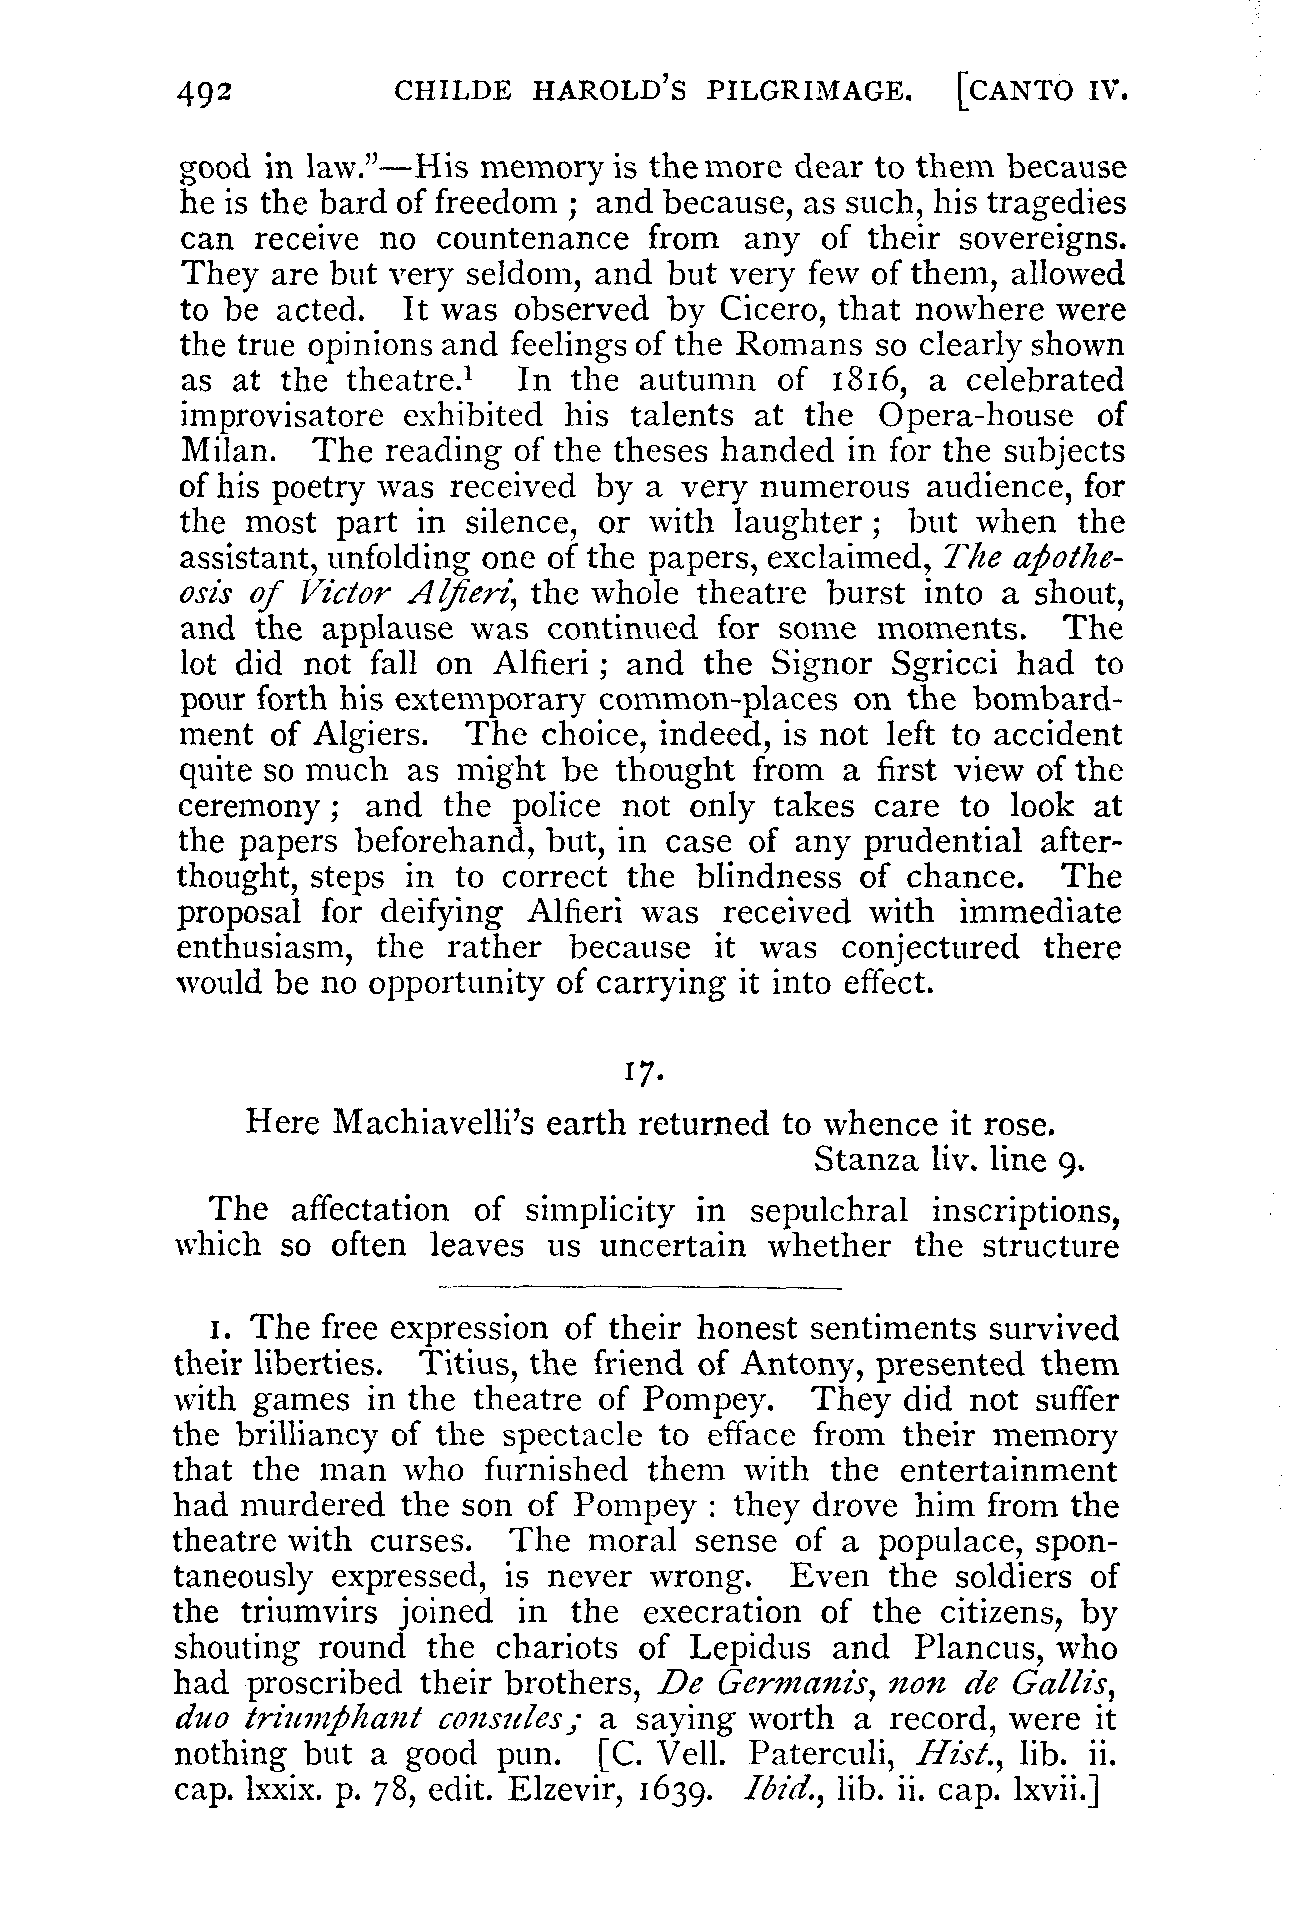 492 CHILDE HAROLD'S PILGRIMAGE. [CANTO IV.
good in law."—His memory is the more dear to them because
he is the bard of freedom ; and because, as such, his tragedies
can receive no countenance from any of their sovereigns.
They are but very seldom, and but very few of them, allowed
to be acted. It was observed by Cicero, that nowhere were
the true opinions and feelings of the Romans so clearly shown
as at the theatre.¹ In the autumn of 1816, a celebrated
improvisatore exhibited his talents at the Opera-house of
Milan. The reading of the theses handed in for the subjects
of his poetry was received by a very numerous audience, for
the most part in silence, or with laughter ; but when the
assistant, unfolding one of the papers, exclaimed, The apothe-
osis of Victor Alfieri, the whole theatre burst into a shout,
and the applause was continued for some moments. The
lot did not fall on Alfieri ; and the Signor Sgricci had to
pour forth his extemporary common-places on the bombard-
ment of Algiers. The choice, indeed, is not left to accident
quite so much as might be thought from a first view of the
ceremony ; and the police not only takes care to look at
the papers beforehand, but, in case of any prudential after-
thought, steps in to correct the blindness of chance. The
proposal for deifying Alfieri was received with immediate
enthusiasm, the rather because it was conjectured there
would be no opportunity of carrying it into effect.
17.
Here Machiavelli's earth returned to whence it rose.
Stanza liv. line 9.
The affectation of simplicity in sepulchral inscriptions,
which so often leaves us uncertain whether the structure
1. The free expression of their honest sentiments survived
their liberties. Titius, the friend of Antony, presented them
with games in the theatre of Pompey. They did not suffer
the brilliancy of the spectacle to efface from their memory
that the man who furnished them with the entertainment
had murdered the son of Pompey : they drove him from the
theatre with curses. The moral sense of a populace, spon-
taneously expressed, is never wrong. Even the soldiers of
the triumvirs joined in the execration of the citizens, by
shouting round the chariots of Lepidus and Plancus, who
had proscribed their brothers, De Germanis, non de Gallis,
duo triumphant consules; a saying worth a record, were it
nothing but a good pun. [C. Vell. Paterculi, Hist., lib. ii.
cap. lxxix. p. 78, edit. Elzevir, 1639. Ibid., lib. ii. cap. lxvii.]